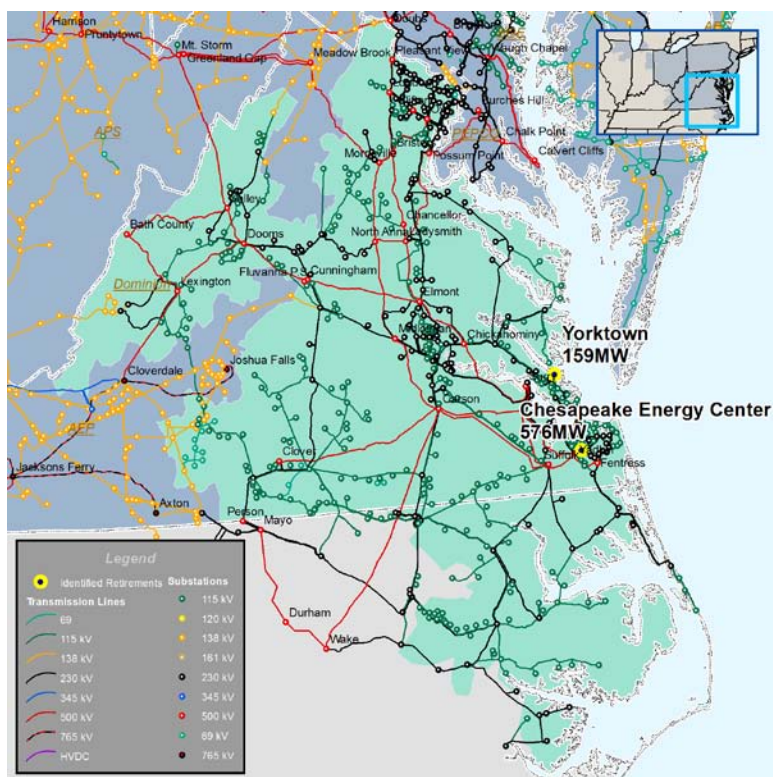 Harrison
Pruntytown
Mt. Storm
Greenland Gap
Meadow Brook
Doubs
Pleasant View
APS
Burches Hill
PEPCO
Chalk Point
Calvert Cliffs
Possum Point
Bristers
Valley
Bath County
Dooms
Chancellor
North Anna
Ladysmith
Fluvanna P.S.
Cunningham
Dominion
Lexington
Elmont
Chickahominy
Yorktown
159MW
Joshua Falls
Cloverdale
Chesapeake Energy Center
576MW
Carson
AEP
Clover
Suffolk
Fentress
Jacksons Ferry
Axton
Person
Mayo
Durham
Wake
Legend
Identified Retirements
Transmission Lines
69
115 kV
138 kV
230 kV
345 kV
500 kV
765 kV
HVDC
Substations
115 kV
120 kV
138 kV
161 kV
230 kV
345 kV
500 kV
69 kV
765 kV